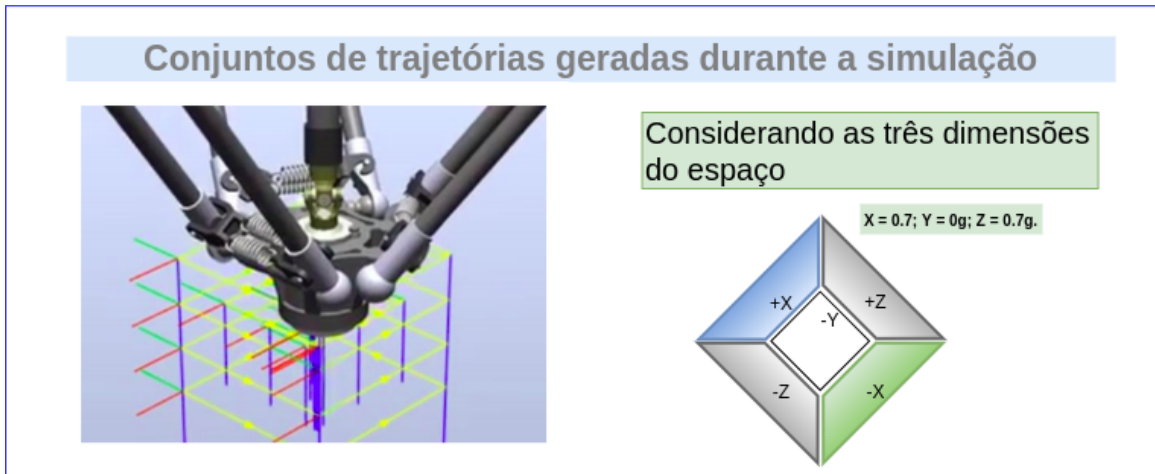 Conjuntos de trajetórias geradas durante a simulação
Considerando as três dimensões
do espaço
X = 0.7; Y = 0g; Z = 0.7g.
+X
+Z
-Y
-Z
-X